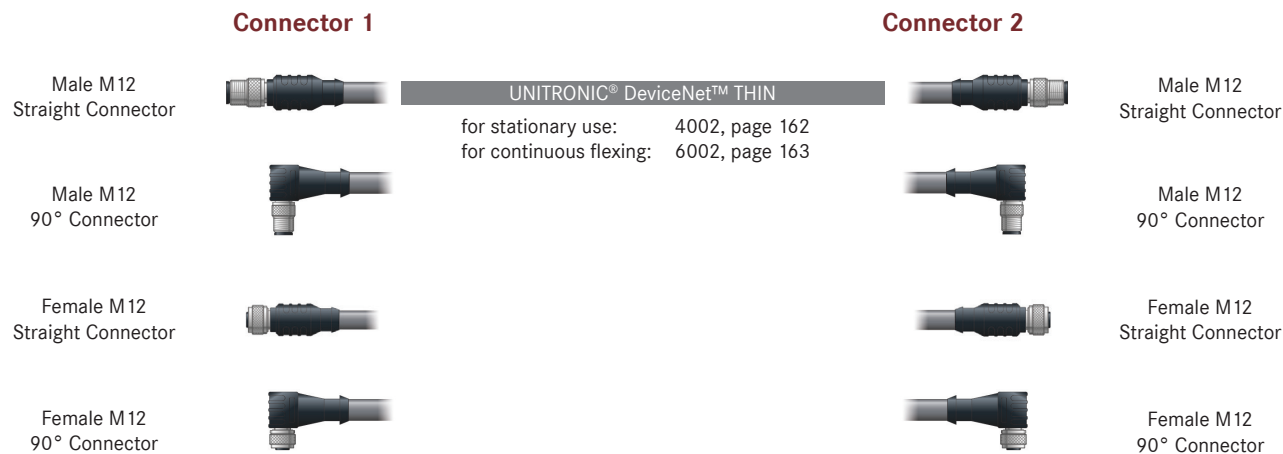 Connector 1
Connector 2
Male M12
Straight Connector
UNITRONIC® DeviceNet™ THIN
for stationary use: 4002, page 162
for continuous flexing: 6002, page 163
Male M12
Straight Connector
Male M12
90° Connector
Male M12
90° Connector
Female M12
Straight Connector
Female M12
Straight Connector
Female M12
90° Connector
Female M12
90° Connector